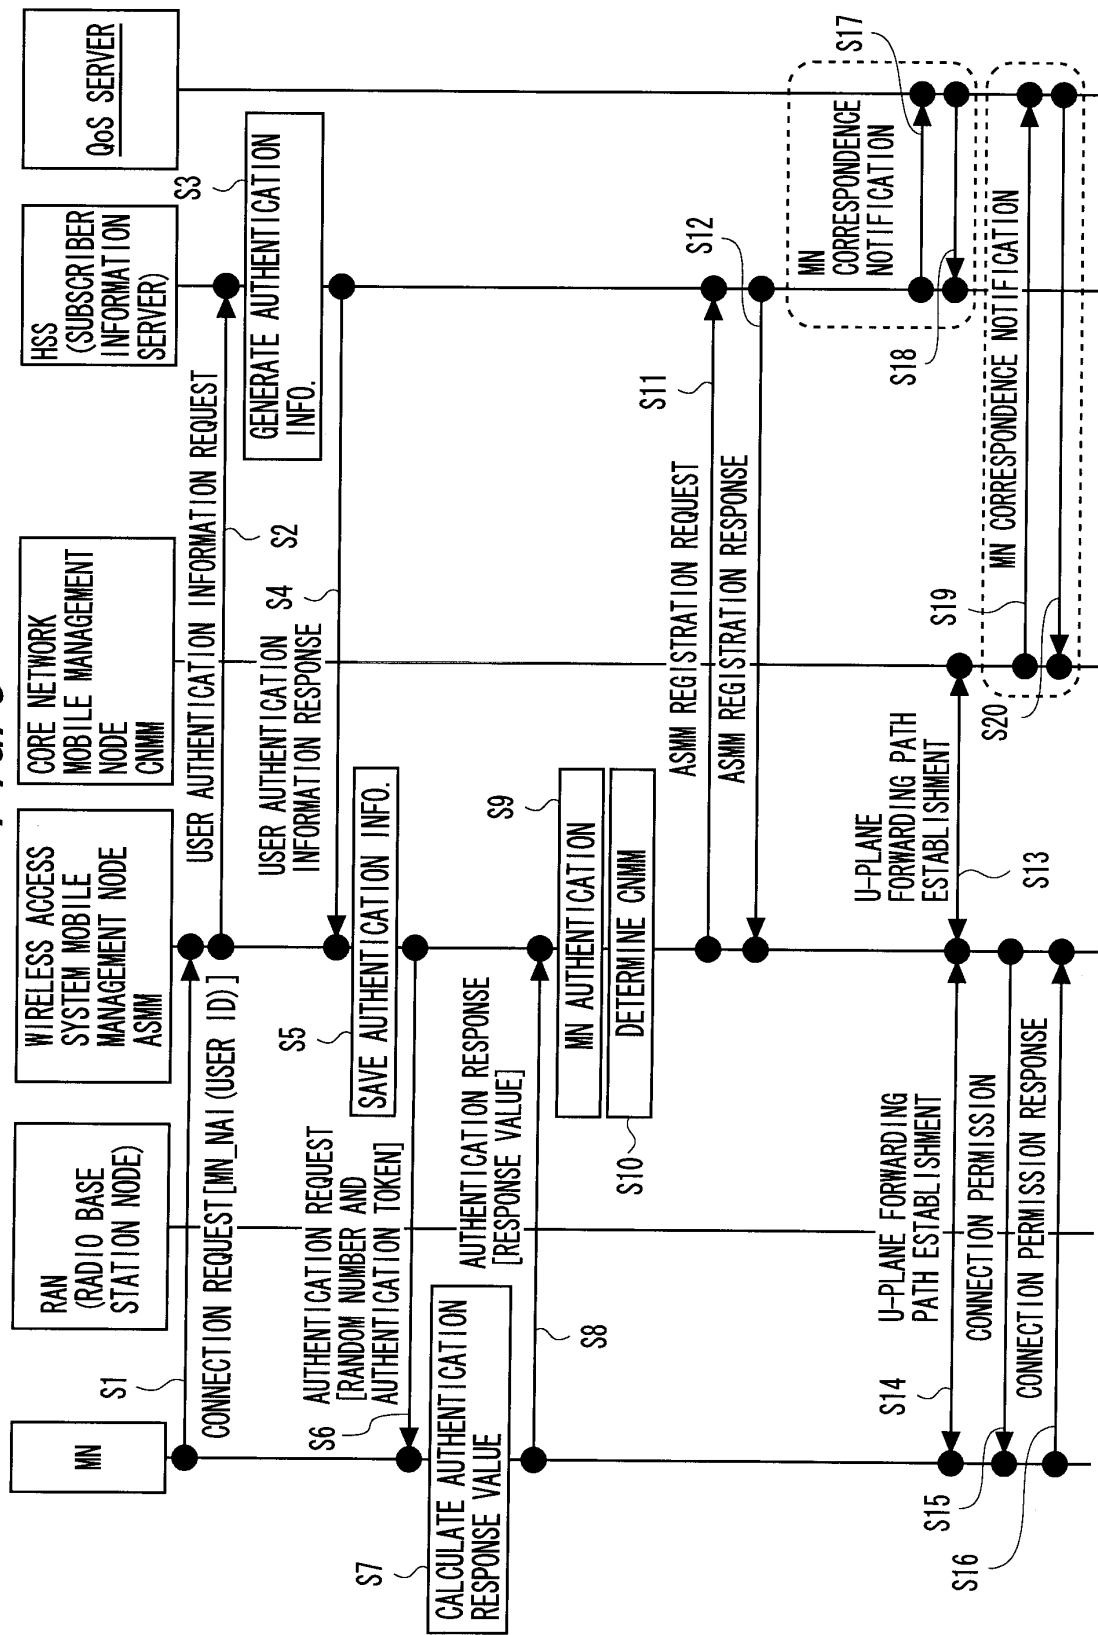 MN
RAN
(RADIO BASE
STATION NODE)
WIRELESS ACCESS
SYSTEM MOBILE
MANAGEMENT NODE
ASMM
CORE NETWORK
MOBILE MANAGEMENT
NODE
CNMM
HSS
(SUBSCRIBER
INFORMATION
SERVER)
QoS SERVER
S1
CONNECTION REQUEST[MN_NAI(USER ID)]
USER AUTHENTICATION INFORMATION REQUEST
S2
S3
GENERATE AUTHENTICATION
INFO.
USER AUTHENTICATION
INFORMATION RESPONSE
S4
S5
SAVE AUTHENTICATION INFO.
AUTHENTICATION REQUEST
[RANDOM NUMBER AND
AUTHENTICATION TOKEN]
S6
S7
CALCULATE AUTHENTICATION
RESPONSE VALUE
AUTHENTICATION RESPONSE
[RESPONSE VALUE]
S8
S9
MN AUTHENTICATION
DETERMINE CNMM
S10
ASMM REGISTRATION REQUEST
S11
ASMM REGISTRATION RESPONSE
S12
MN
CORRESPONDENCE
NOTIFICATION
S17
S18
U-PLANE
FORWARDING PATH
ESTABLISHMENT
S13
U-PLANE FORWARDING
PATH ESTABLISHMENT
S14
CONNECTION PERMISSION
S15
CONNECTION PERMISSION RESPONSE
S16
MN CORRESPONDENCE NOTIFICATION
S19
S20